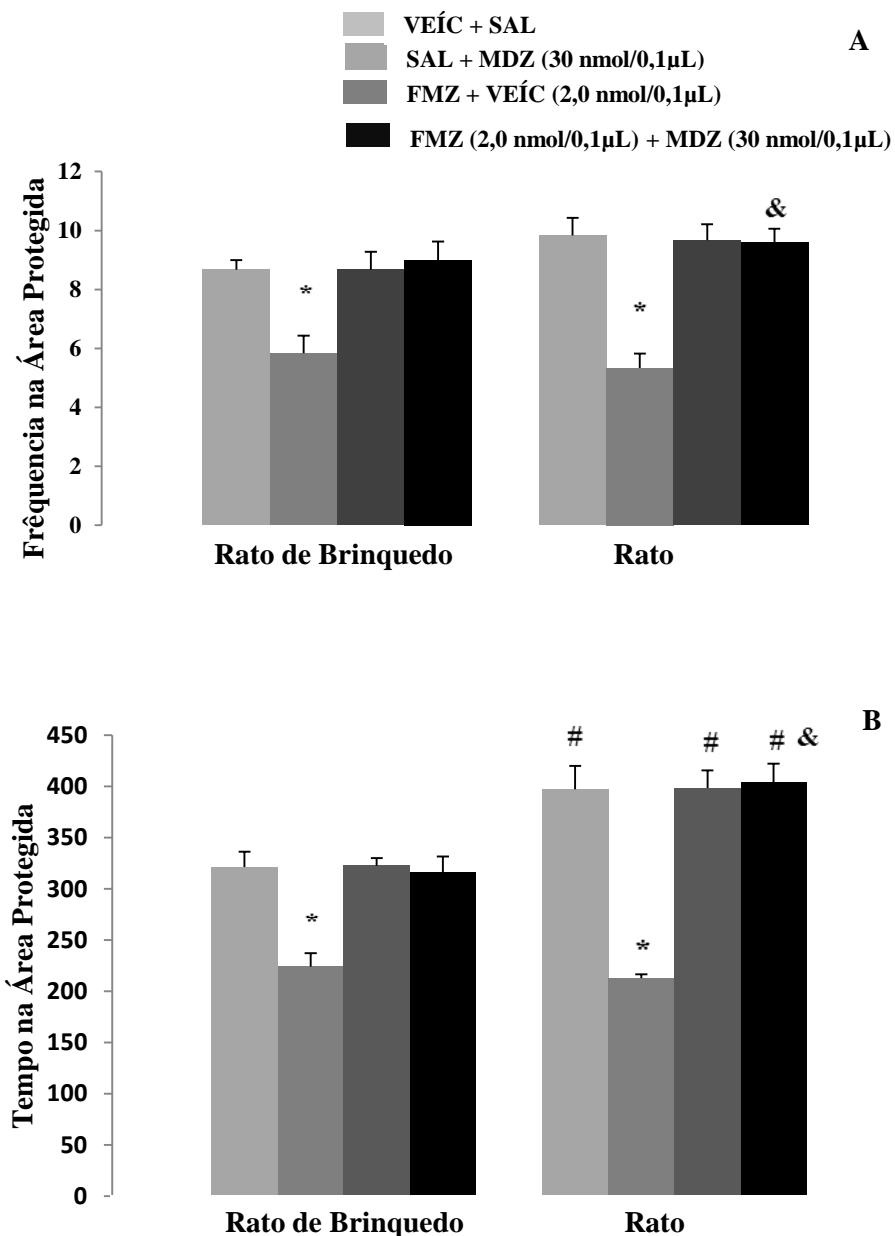 VEÍC + SAL
A
SAL + MDZ (30 nmol/0,1µL)
FMZ + VEÍC (2,0 nmol/0,1µL)
FMZ (2,0 nmol/0,1µL) + MDZ (30 nmol/0,1µL)
Frêquencia na Área Protegida
12
10
8
6
4
2
0
*
*
&
Rato de Brinquedo
Rato
B
Tempo na Área Protegida
450
400
350
300
250
200
150
100
50
0
*
#
*
#
# &
Rato de Brinquedo
Rato